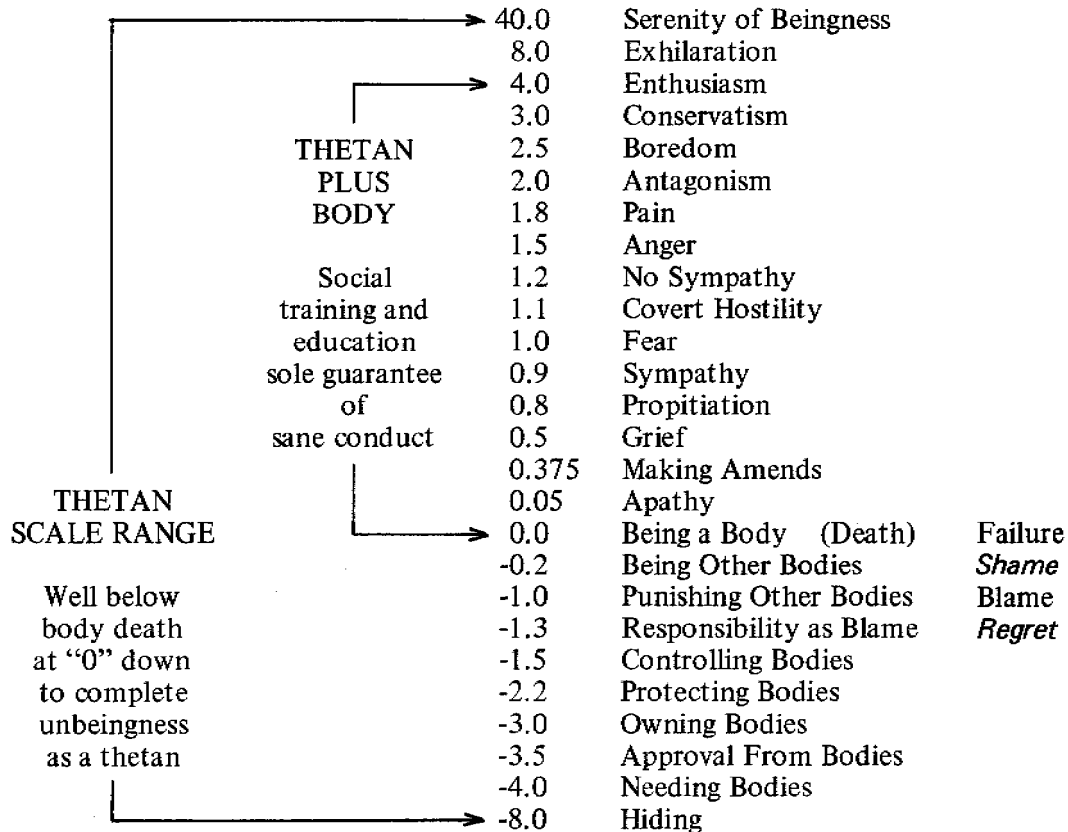 40.0 Serenity of Beingness
8.0 Exhilaration
4.0 Enthusiasm
3.0 Conservatism
THETAN 2.5 Boredom
PLUS 2.0 Antagonism
BODY 1.8 Pain
1.5 Anger
Social 1.2 No Sympathy
training and 1.1 Covert Hostility
education 1.0 Fear
sole guarantee 0.9 Sympathy
of 0.8 Propitiation
sane conduct 0.5 Grief
0.375 Making Amends
THETAN 0.05 Apathy
SCALE RANGE 0.0 Being a Body (Death) Failure
-0.2 Being Other Bodies Shame
Well below -1.0 Punishing Other Bodies Blame
body death -1.3 Responsibility as Blame Regret
at “0” down -1.5 Controlling Bodies
to complete -2.2 Protecting Bodies
unbeingness -3.0 Owning Bodies
as a thetan -3.5 Approval From Bodies
-4.0 Needing Bodies
-8.0 Hiding